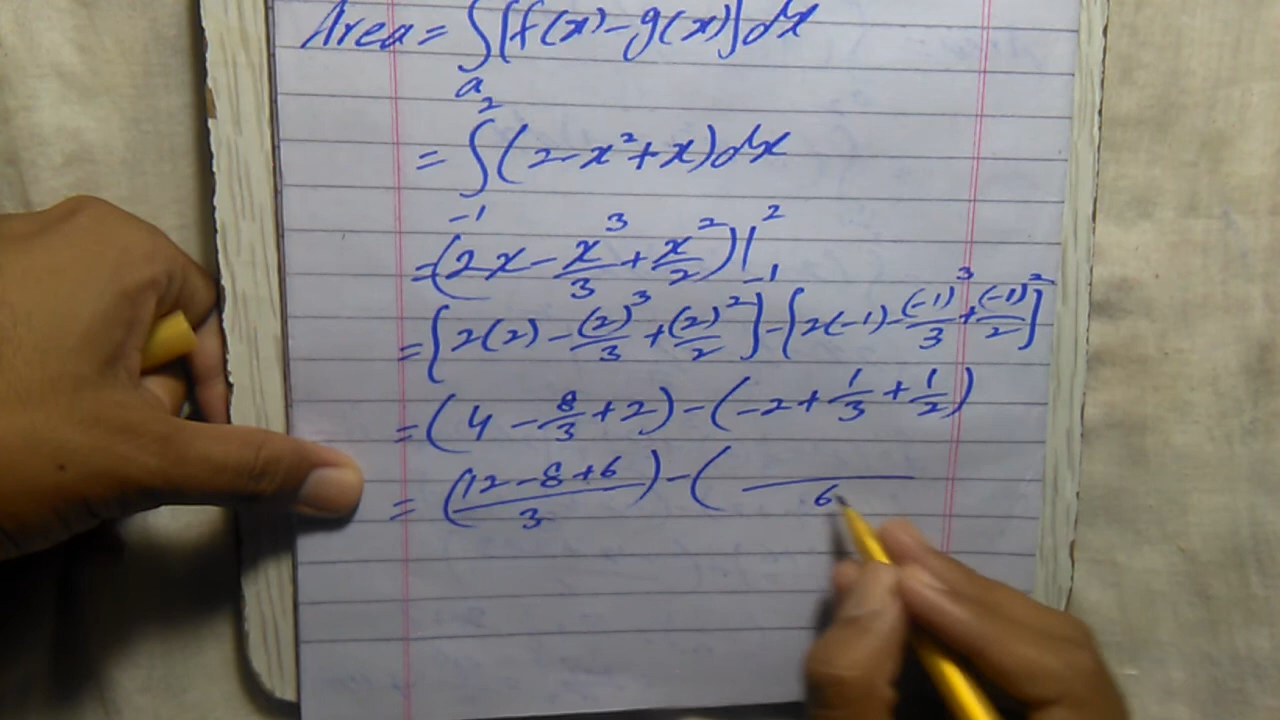 Area = ∫ₐ [f(x) - g(x)] dx
= ∫₋₁² (2 - x² + x) dx
= (2x - x³/3 + x²/2) |₋₁²
= [2(2) - (2)³/3 + (2)²/2] - [2(-1) - (-1)³/3 + (-1)²/2]
= (4 - 8/3 + 2) - (-2 + 1/3 + 1/2)
= (12 - 8 + 6/3) - ( /6